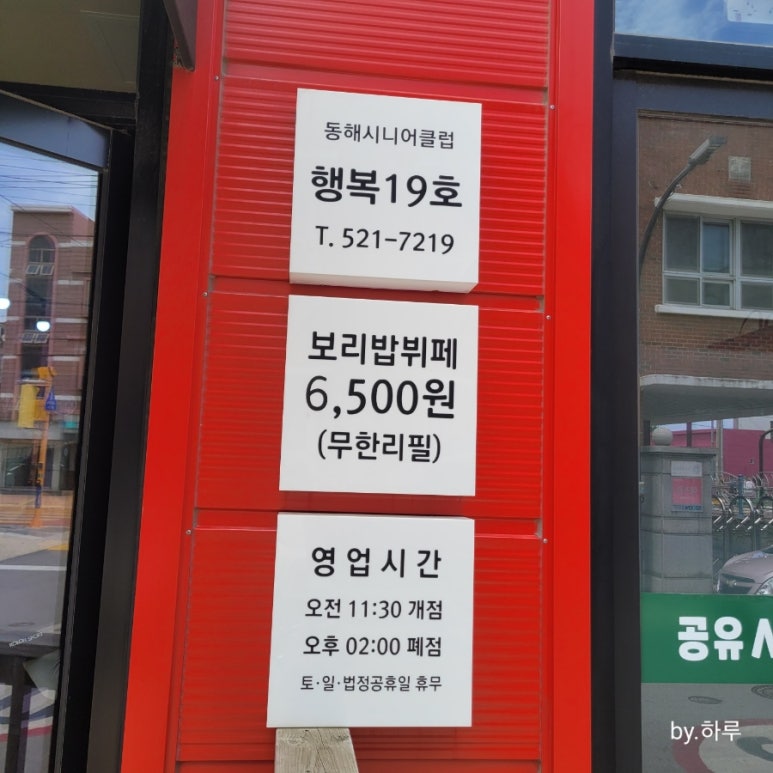 동해시니어클럽
행복19호
T. 521-7219
보리밥뷔페
6,500원
(무한리필)
영업시간
오전 11:30 개점
오후 02:00 폐점
토·일·법정공휴일 휴무
공유
by.하루